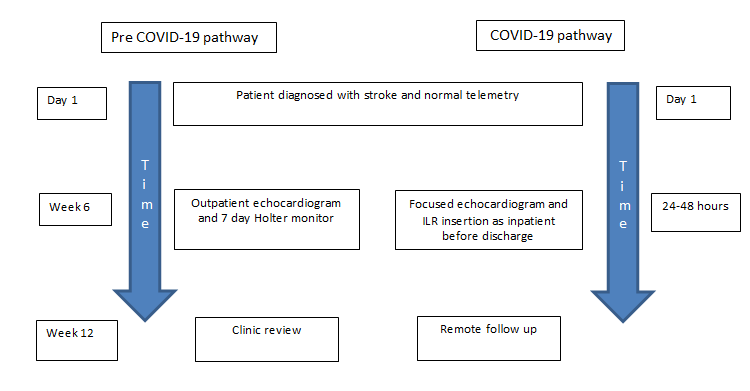 Pre COVID-19 pathway
COVID-19 pathway
Day 1
Patient diagnosed with stroke and normal telemetry
Day 1
Time
Time
Week 6
Outpatient echocardiogram
and 7 day Holter monitor
Focused echocardiogram and
ILR insertion as inpatient
before discharge
24-48 hours
Week 12
Clinic review
Remote follow up